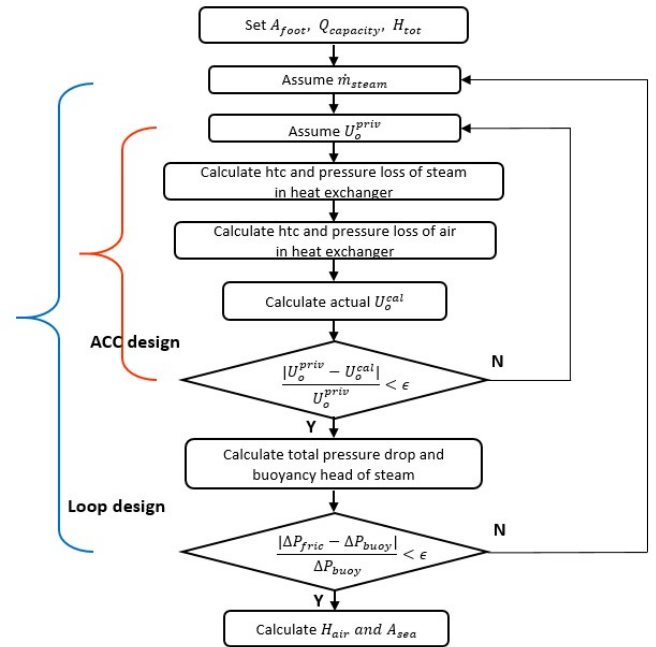 Set A_foot, Q_capacity, H_tot
Assume ṁ_steam
Assume U_o^priv
Calculate htc and pressure loss of steam
in heat exchanger
Calculate htc and pressure loss of air
in heat exchanger
Calculate actual U_o^cal
ACC design
|U_o^priv − U_o^cal| / U_o^priv < ϵ
N
Y
Calculate total pressure drop and
buoyancy head of steam
Loop design
|ΔP_fric − ΔP_buoy| / ΔP_buoy < ϵ
N
Y
Calculate H_air and A_sea